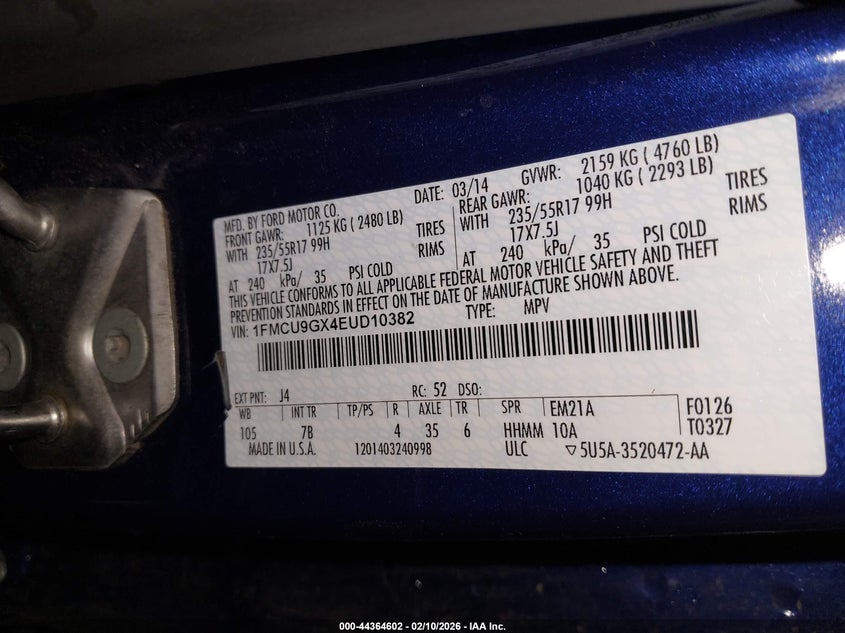 MFD. BY FORD MOTOR CO.
DATE: 03/14 GVWR: 2159 KG ( 4760 LB)
FRONT GAWR: 1125 KG ( 2480 LB)
REAR GAWR: 1040 KG ( 2293 LB)
WITH 235/55R17 99H TIRES
WITH 235/55R17 99H TIRES
17X7.5J RIMS
17X7.5J RIMS
AT 240 kPa/ 35 PSI COLD
AT 240 kPa/ 35 PSI COLD
THIS VEHICLE CONFORMS TO ALL APPLICABLE FEDERAL MOTOR VEHICLE SAFETY AND THEFT
PREVENTION STANDARDS IN EFFECT ON THE DATE OF MANUFACTURE SHOWN ABOVE.
VIN: 1FMCU9GX4EUD10382 TYPE: MPV
EXT PNT: J4 RC: 52 DSO:
WB INT TR TP/PS R AXLE TR SPR EM21A F0126
105 7B 4 35 6 HHMM 10A T0327
MADE IN U.S.A. 1201403240998 ULC ▽5U5A-3520472-AA
000-44364602 - 02/10/2026 - IAA Inc.